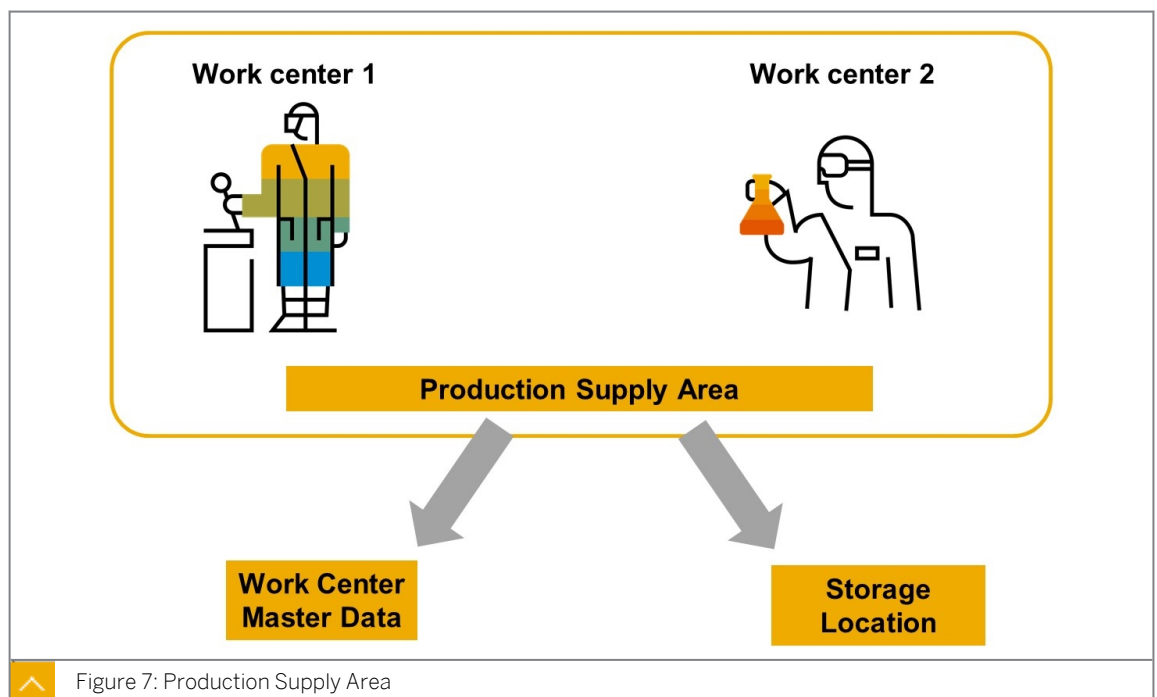 Work center 1
Work center 2
Production Supply Area
Work Center
Master Data
Storage
Location
Figure 7: Production Supply Area